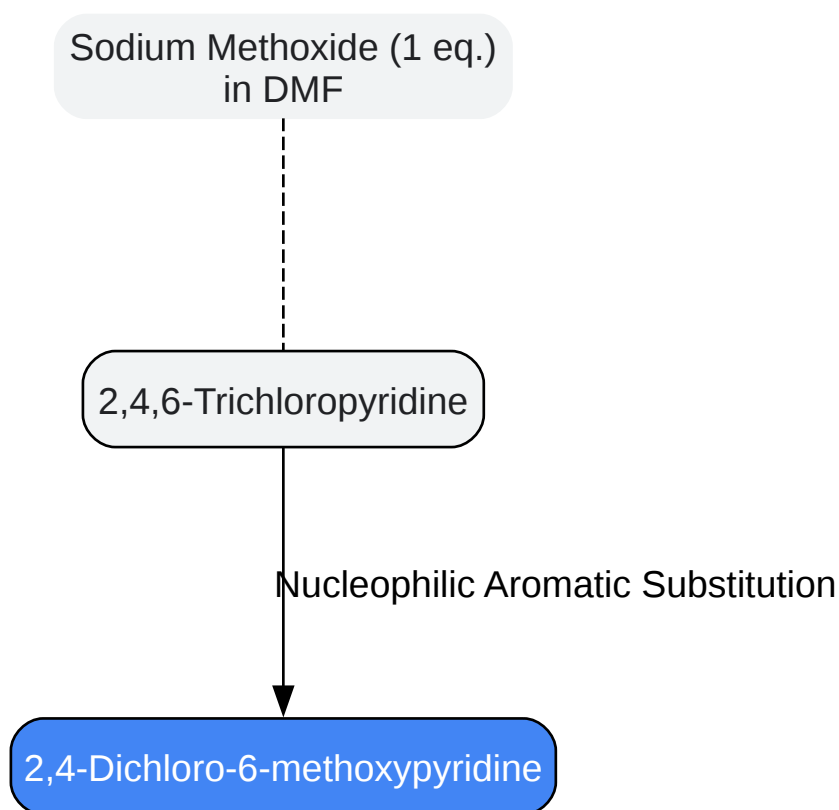 Sodium Methoxide (1 eq.)
in DMF
2,4,6-Trichloropyridine
Nucleophilic Aromatic Substitution
2,4-Dichloro-6-methoxypyridine